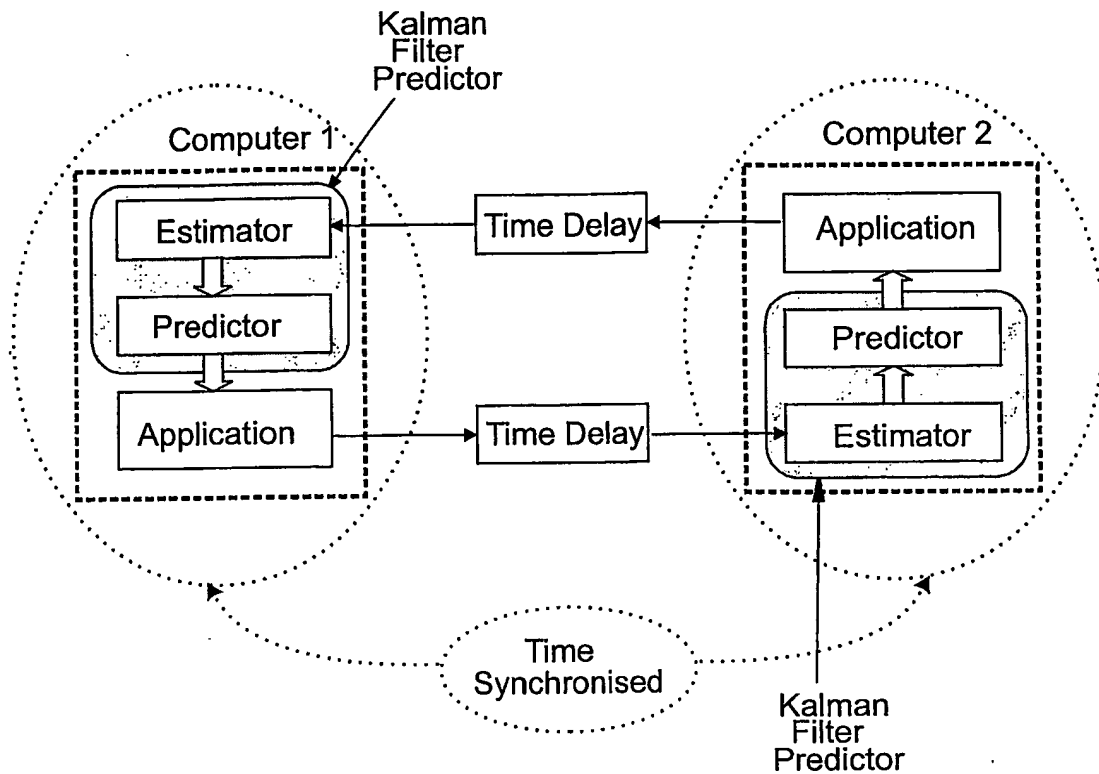 Kalman
Filter
Predictor
Computer 1
Computer 2
Estimator
Time Delay
Application
Predictor
Predictor
Application
Time Delay
Estimator
Time
Synchronised
Kalman
Filter
Predictor